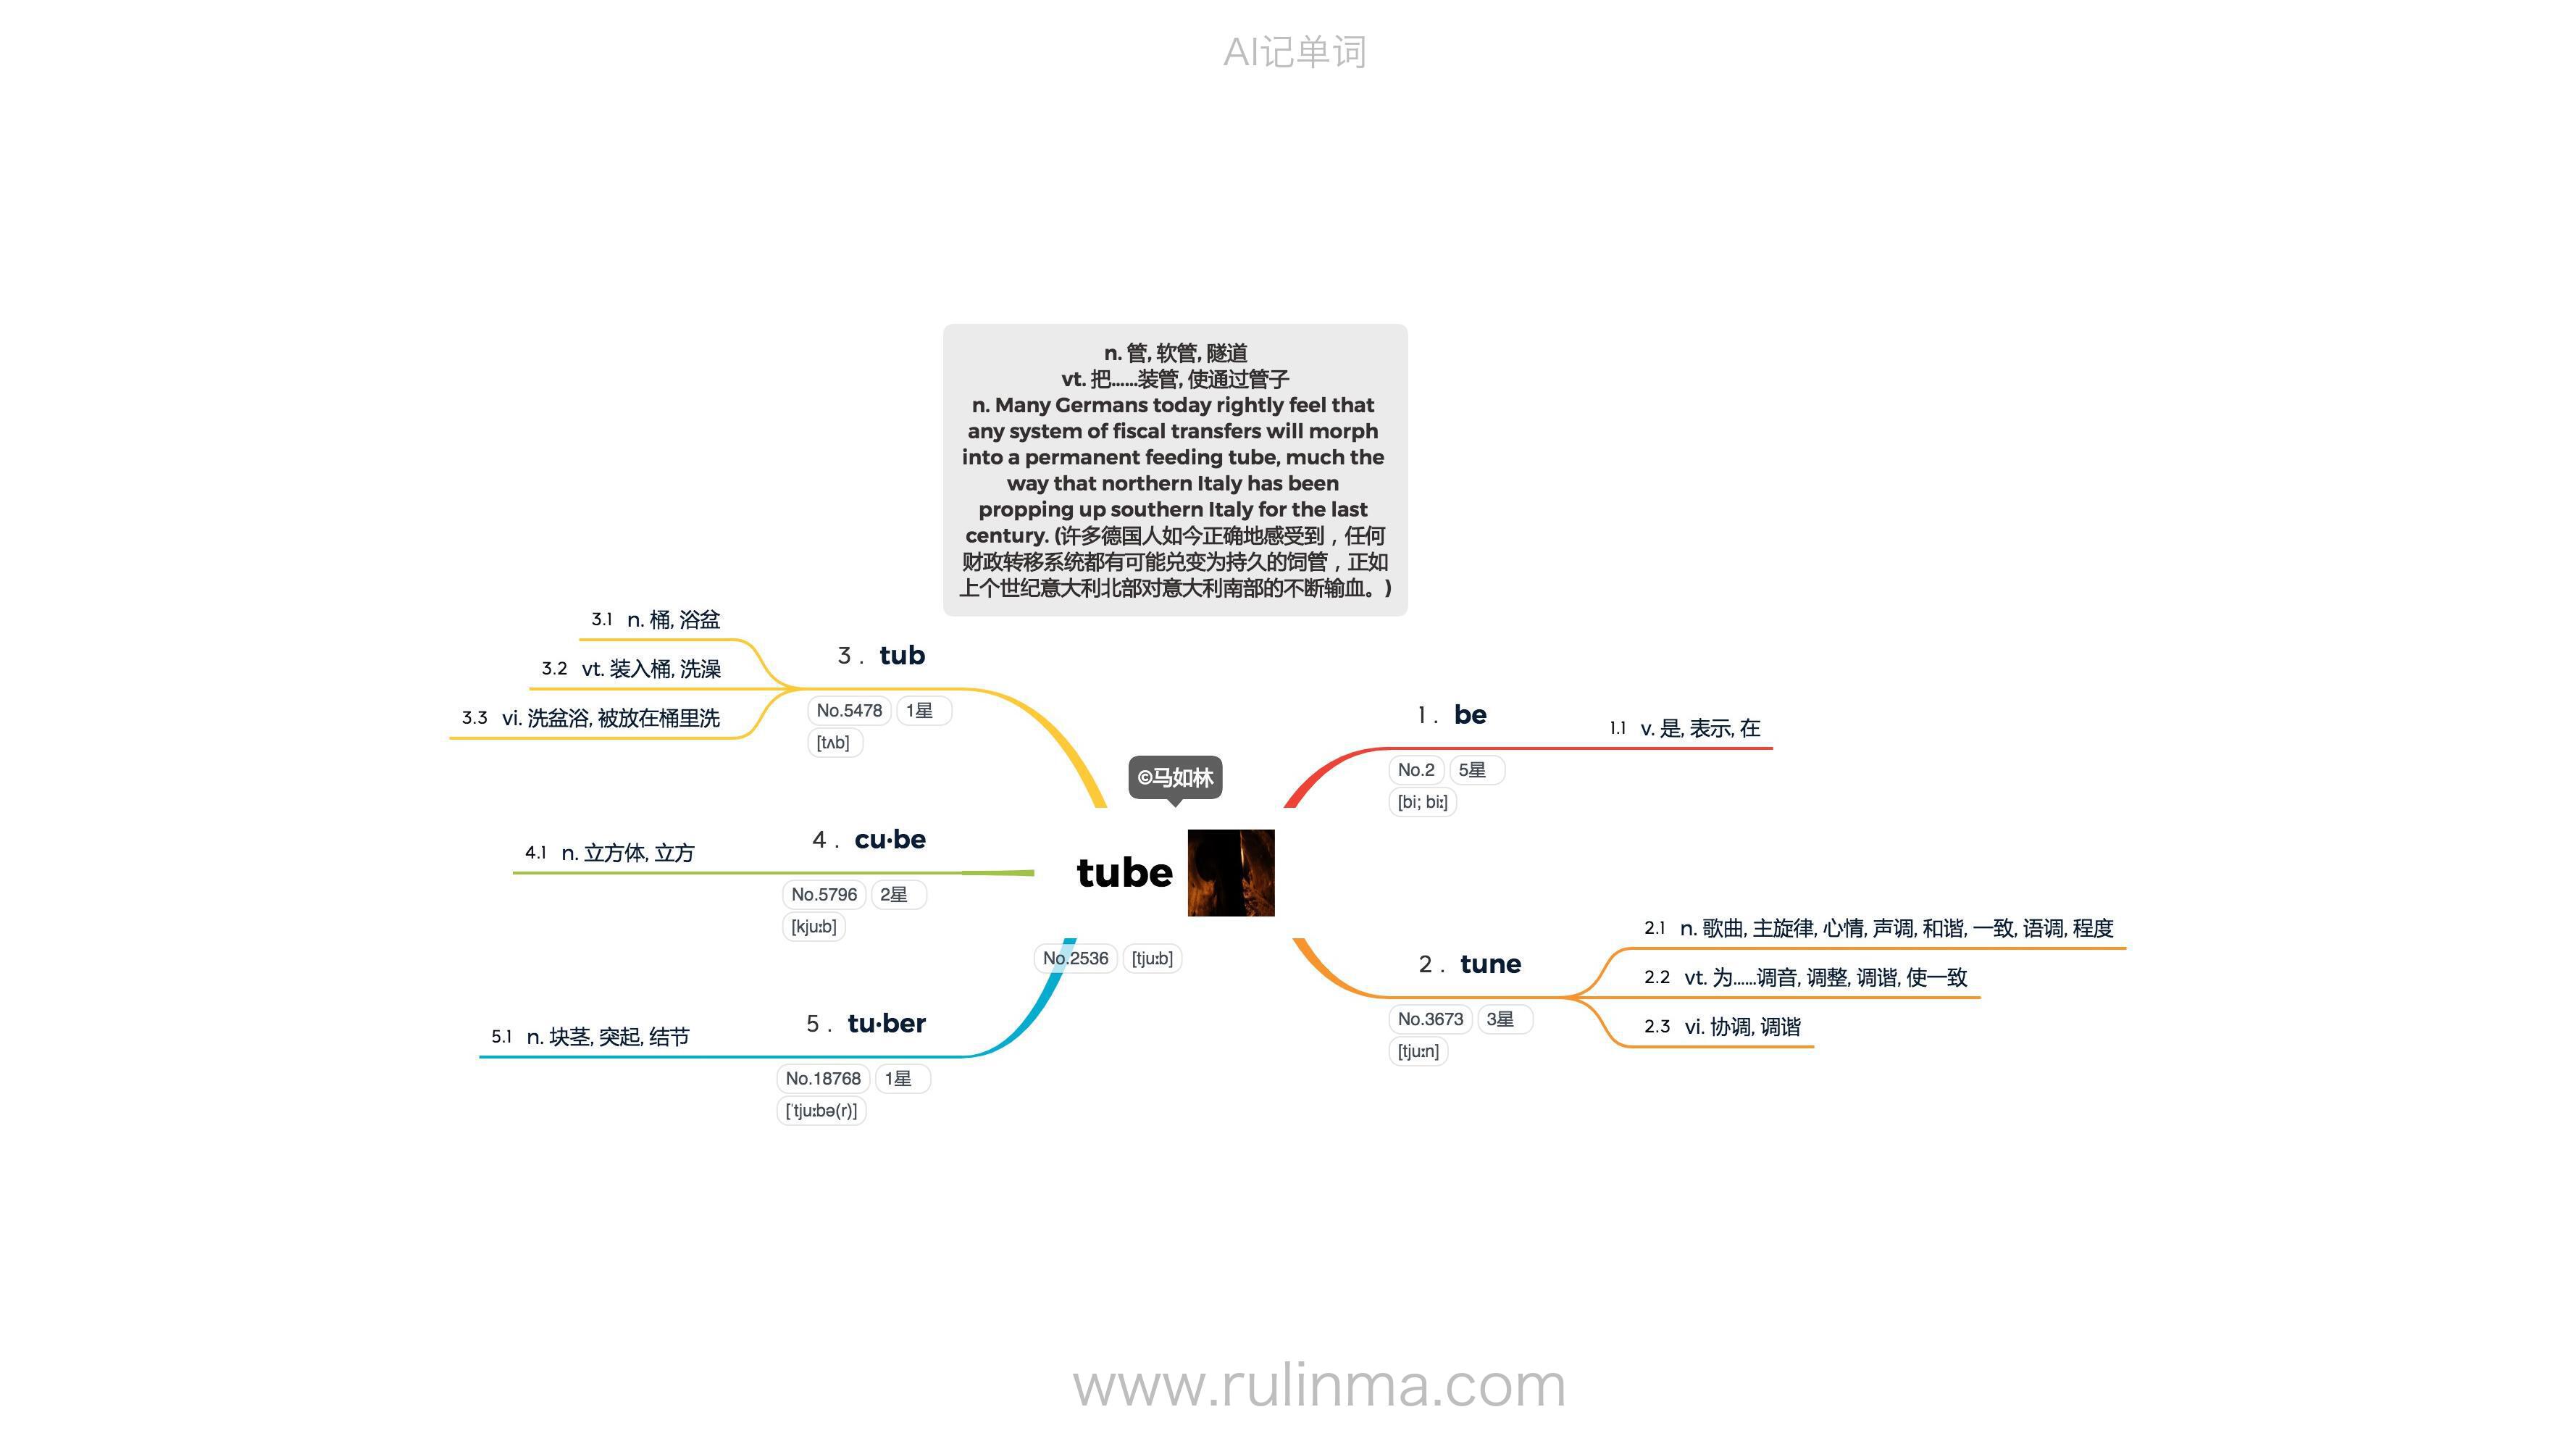 AI记单词
n. 管, 软管, 隧道
vt. 把……装管, 使通过管子
n. Many Germans today rightly feel that
any system of fiscal transfers will morph
into a permanent feeding tube, much the
way that northern Italy has been
propping up southern Italy for the last
century. (许多德国人如今正确地感受到，任何
财政转移系统都有可能兑变为持久的饲管，正如
上个世纪意大利北部对意大利南部的不断输血。)
©马如林
tube
No.2536 [tjuːb]
1. be
No.2 5星
[bi; biː]
1.1 v. 是, 表示, 在
2. tune
No.3673 3星
[tjuːn]
2.1 n. 歌曲, 主旋律, 心情, 声调, 和谐, 一致, 语调, 程度
2.2 vt. 为……调音, 调整, 调谐, 使一致
2.3 vi. 协调, 调谐
3. tub
No.5478 1星
[tʌb]
3.1 n. 桶, 浴盆
3.2 vt. 装入桶, 洗澡
3.3 vi. 洗盆浴, 被放在桶里洗
4. cu·be
No.5796 2星
[kjuːb]
4.1 n. 立方体, 立方
5. tu·ber
No.18768 1星
[ˈtjuːbə(r)]
5.1 n. 块茎, 突起, 结节
www.rulinma.com